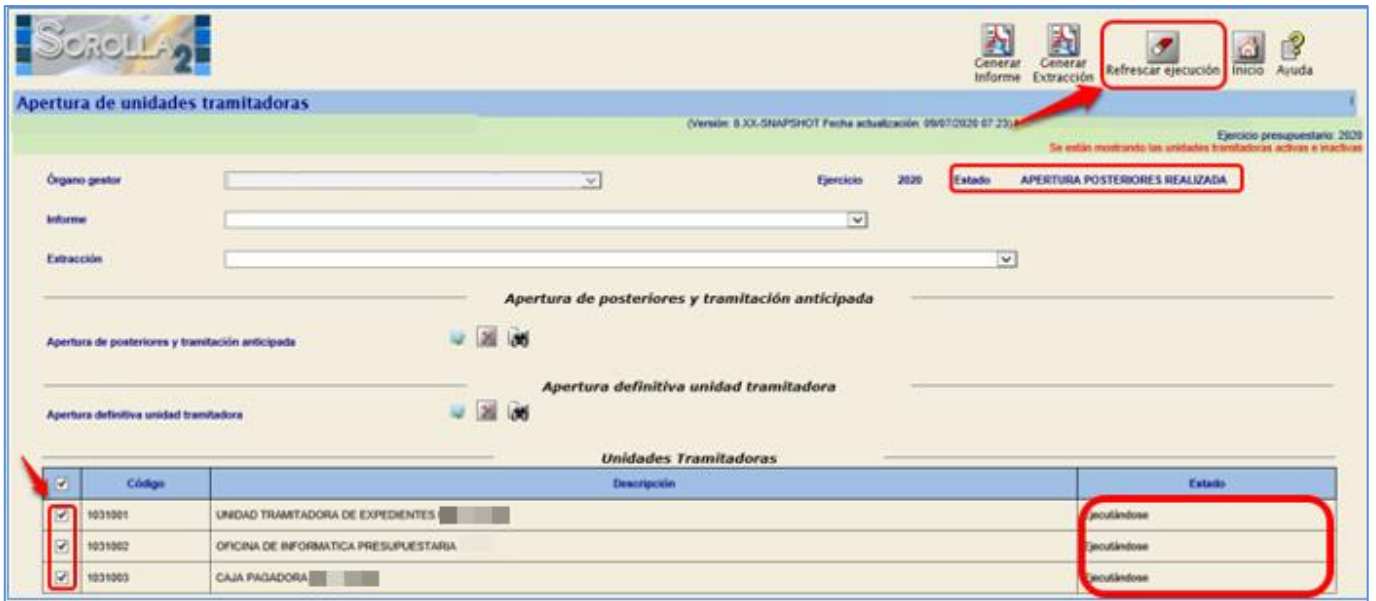 SOROLLA2
Generar Informe
Generar Extracción
Refrescar ejecución
Inicio
Ayuda
Apertura de unidades tramitadoras
(Versión: 8.XX-SNAPSHOT Fecha actualización: 09/07/2020 07:23)
Ejercicio presupuestario: 2020
Se están mostrando las unidades tramitadoras activas e inactivas
Órgano gestor Ejercicio 2020 Estado APERTURA POSTERIORES REALIZADA
Informe
Extracción
Apertura de posteriores y tramitación anticipada
Apertura de posteriores y tramitación anticipada
Apertura definitiva unidad tramitadora
Apertura definitiva unidad tramitadora
Unidades Tramitadoras
Código Descripción Estado
1031001 UNIDAD TRAMITADORA DE EXPEDIENTES Ejecutándose
1031002 OFICINA DE INFORMATICA PRESUPUESTARIA Ejecutándose
1031003 CAJA PAGADORA Ejecutándose